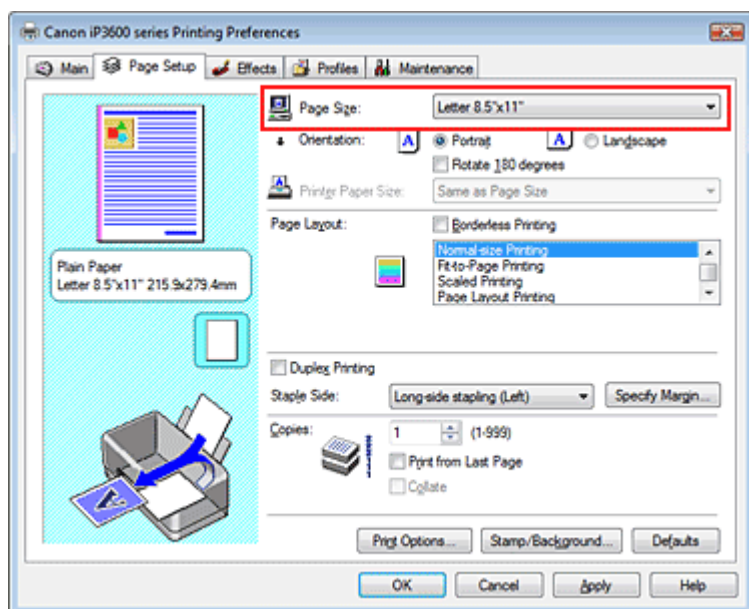 Canon iP3600 series Printing Preferences
Main Page Setup Effects Profiles Maintenance
Page Size: Letter 8.5"x11"
Orientation: A Portrait A Landscape
Rotate 180 degrees
Printer Paper Size: Same as Page Size
Page Layout: Borderless Printing
Normal-size Printing
Fit-to-Page Printing
Scaled Printing
Page Layout Printing
Plain Paper
Letter 8.5"x11" 215.9x279.4mm
Duplex Printing
Staple Side: Long-side stapling (Left) Specify Margin...
Copies: 1 (1-999)
Print from Last Page
Collate
Print Options... Stamp/Background... Defaults
OK Cancel Apply Help